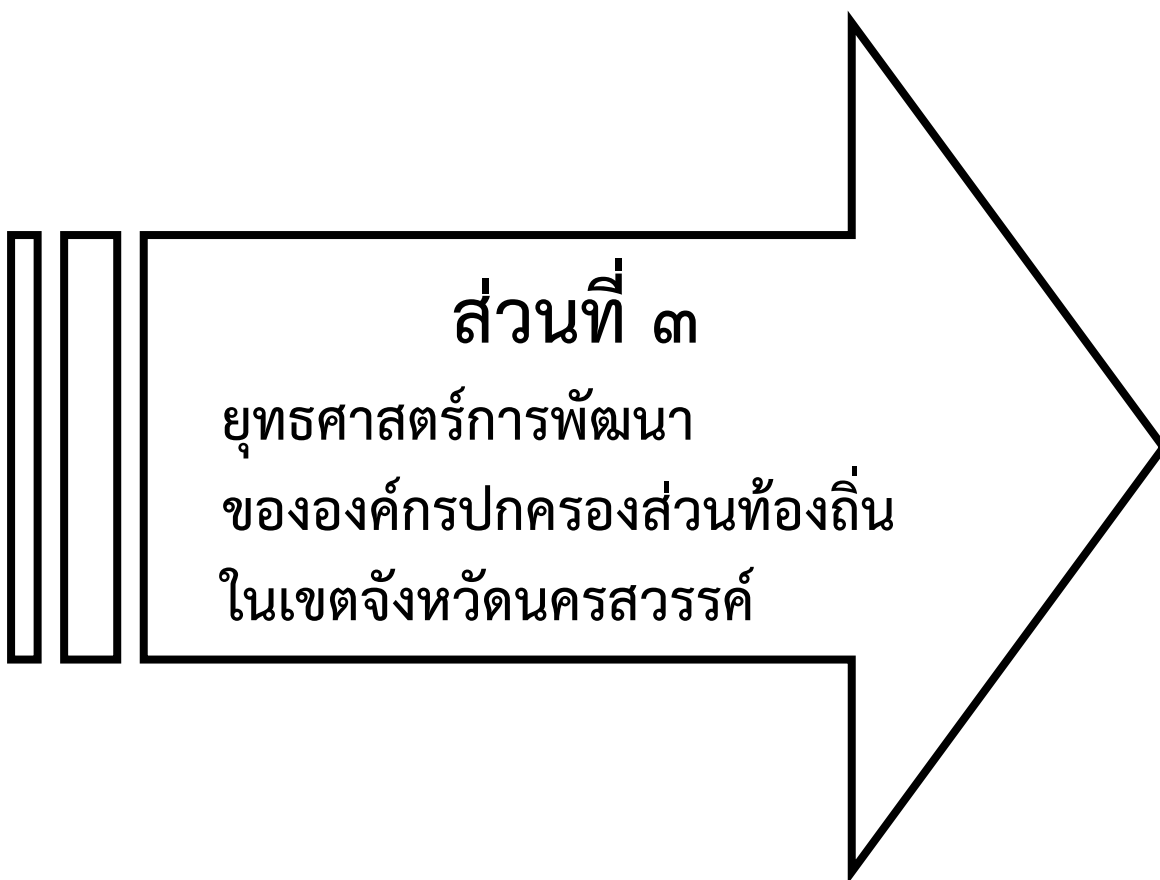 ส่วนที่ ๓
ยุทธศาสตร์การพัฒนา
ขององค์กรปกครองส่วนท้องถิ่น
ในเขตจังหวัดนครสวรรค์